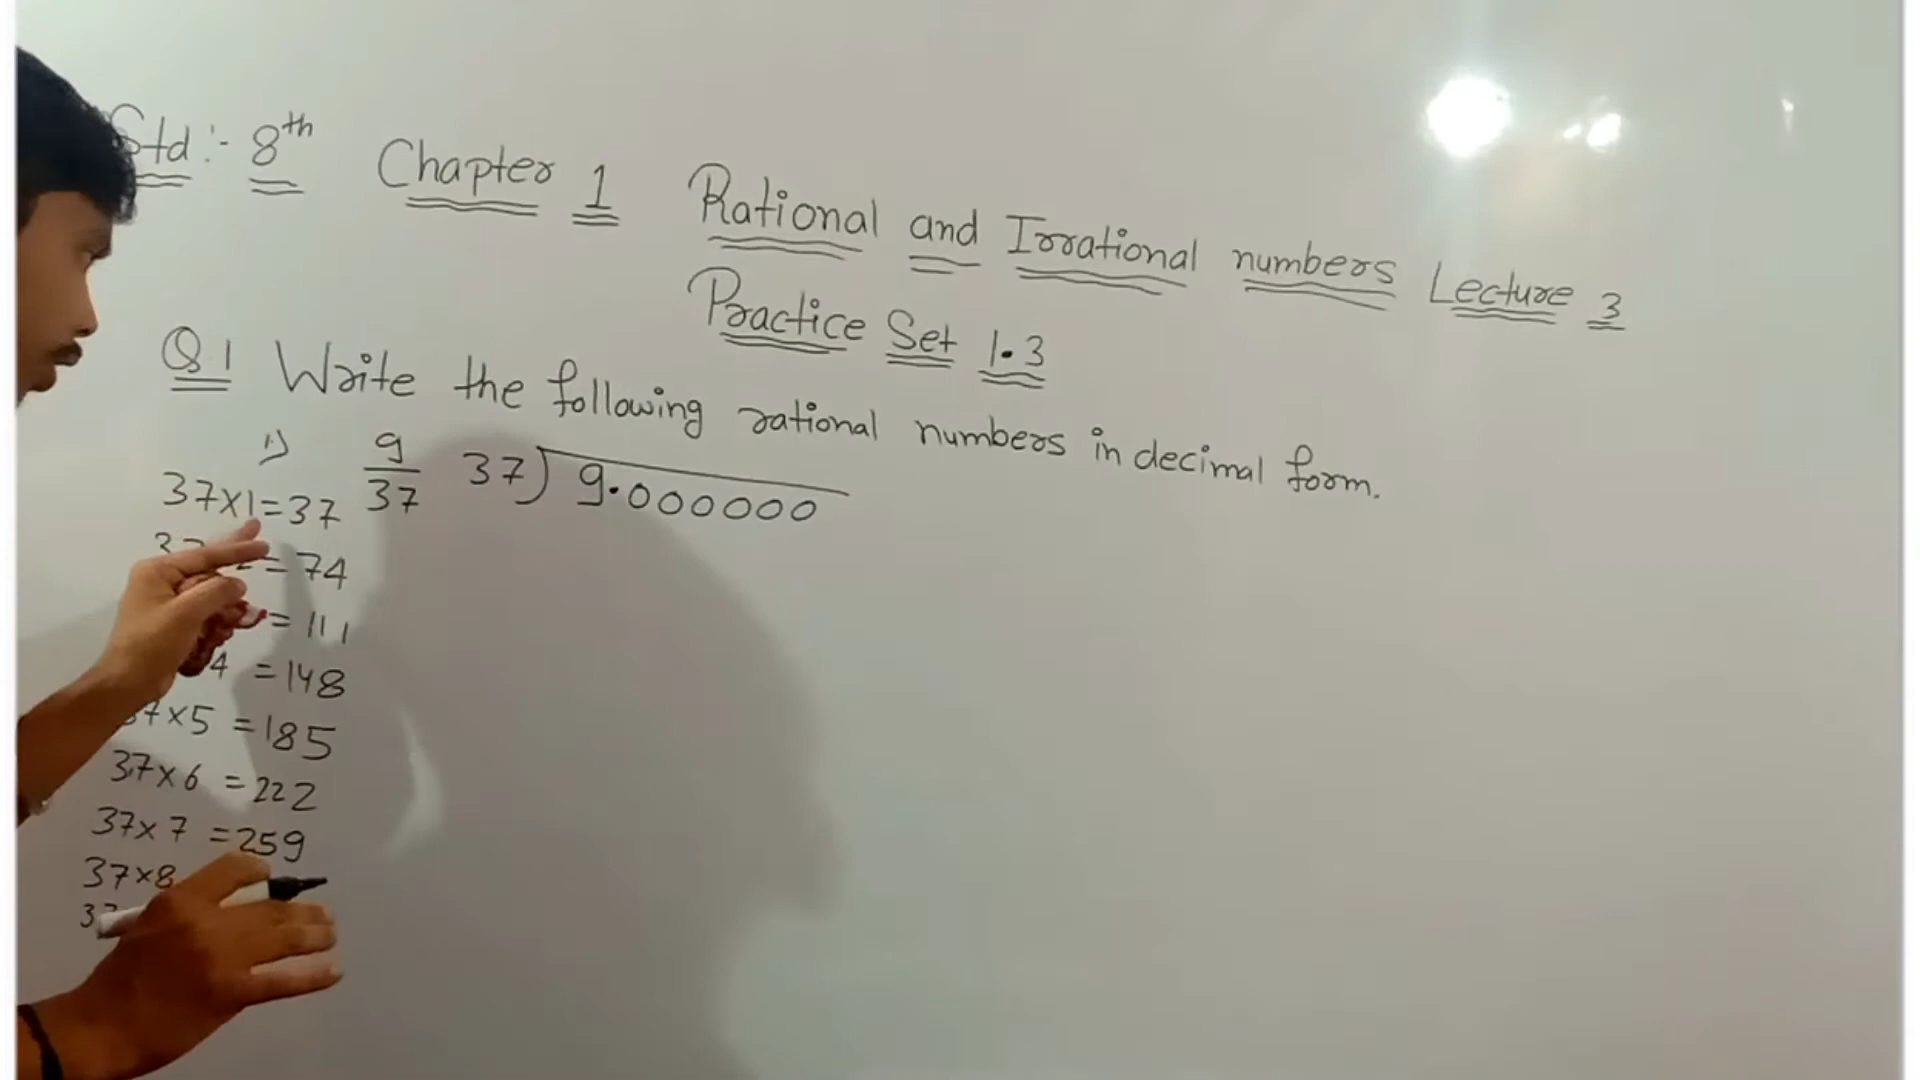 Std:- 8th Chapter 1 Rational and Irrational numbers Lecture 3
Practice Set 1.3
Q.1 Write the following rational numbers in decimal form.
1) 9/37 37)9.000000
37×1=37
=74
=111
4 =148
37×5 =185
37×6 =222
37×7 =259
37×8